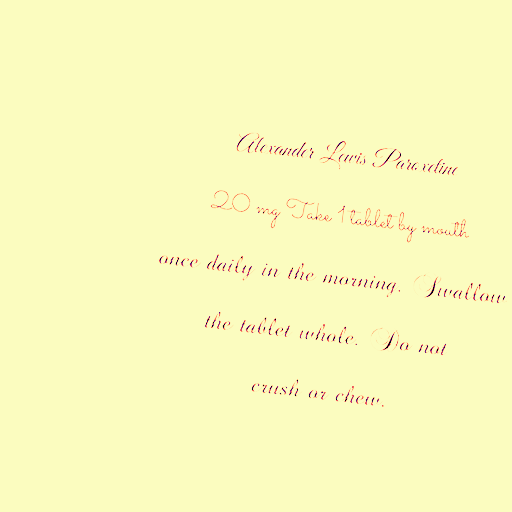 Alexander Lewis Paroxetine
20 mg Take 1 tablet by mouth
once daily in the morning. Swallow
the tablet whole. Do not
crush or chew.